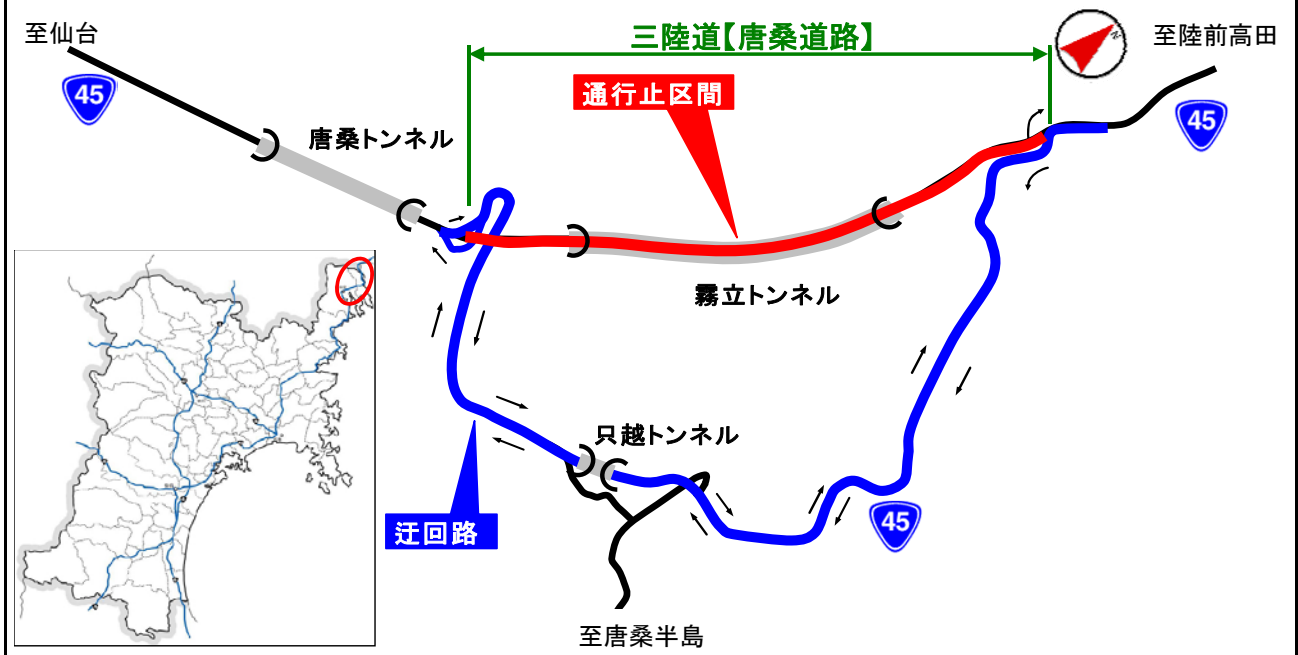 至仙台
三陸道【唐桑道路】
至陸前高田
N
45
通行止区間
45
唐桑トンネル
霧立トンネル
只越トンネル
迂回路
45
至唐桑半島